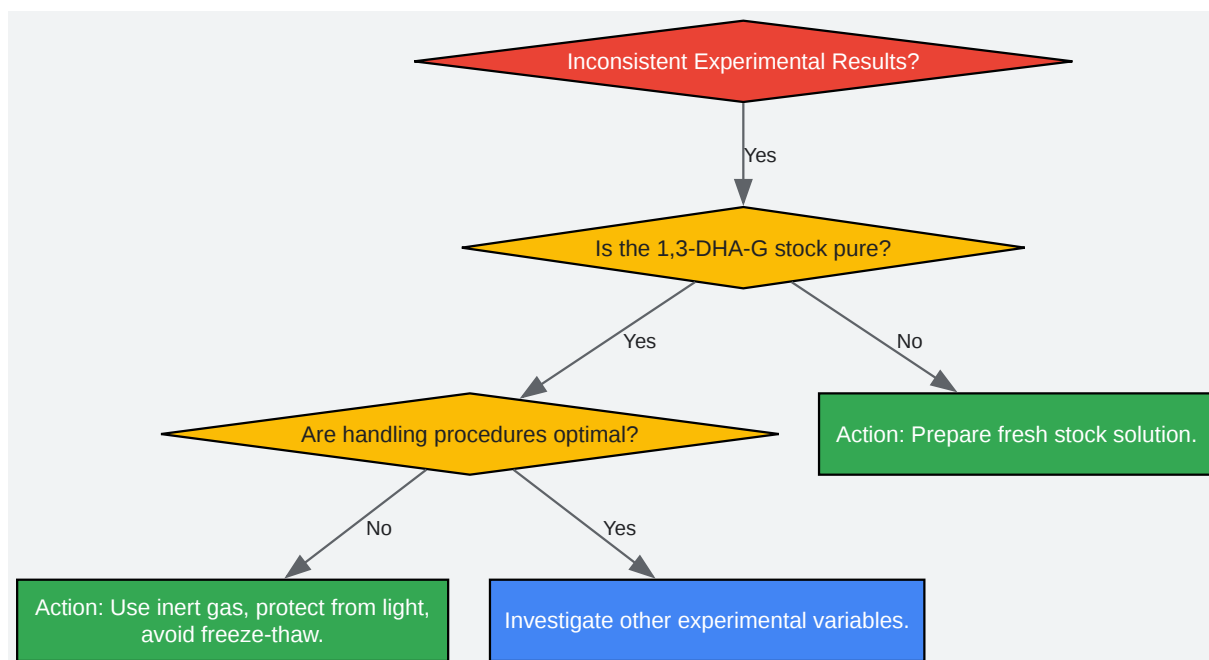 Inconsistent Experimental Results?
Yes
Is the 1,3-DHA-G stock pure?
Yes
No
Are handling procedures optimal?
Action: Prepare fresh stock solution.
No
Yes
Action: Use inert gas, protect from light,
avoid freeze-thaw.
Investigate other experimental variables.